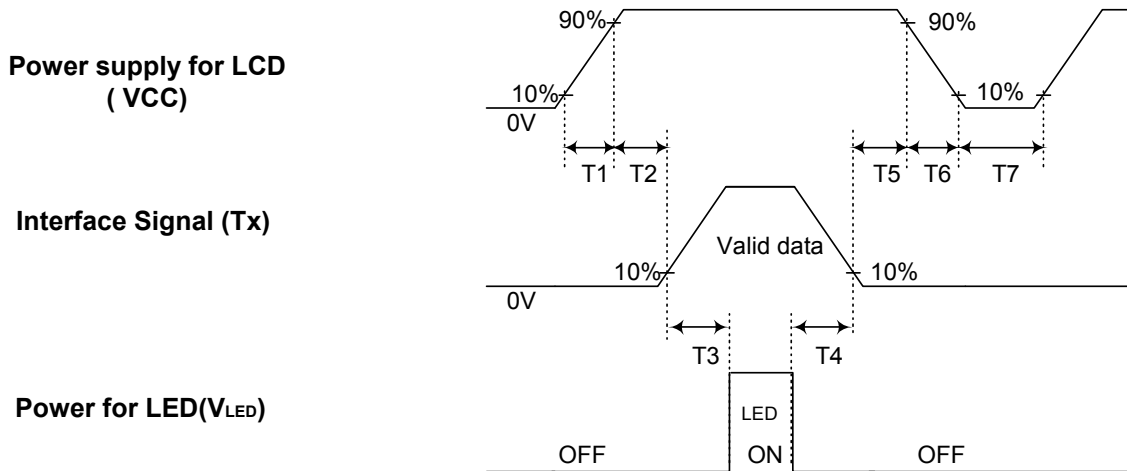 90%
90%
Power supply for LCD
( VCC)
10%
10%
0V
T1
T2
T5
T6
T7
Interface Signal (Tx)
Valid data
10%
10%
0V
T3
T4
Power for LED(VLED)
LED
OFF
ON
OFF